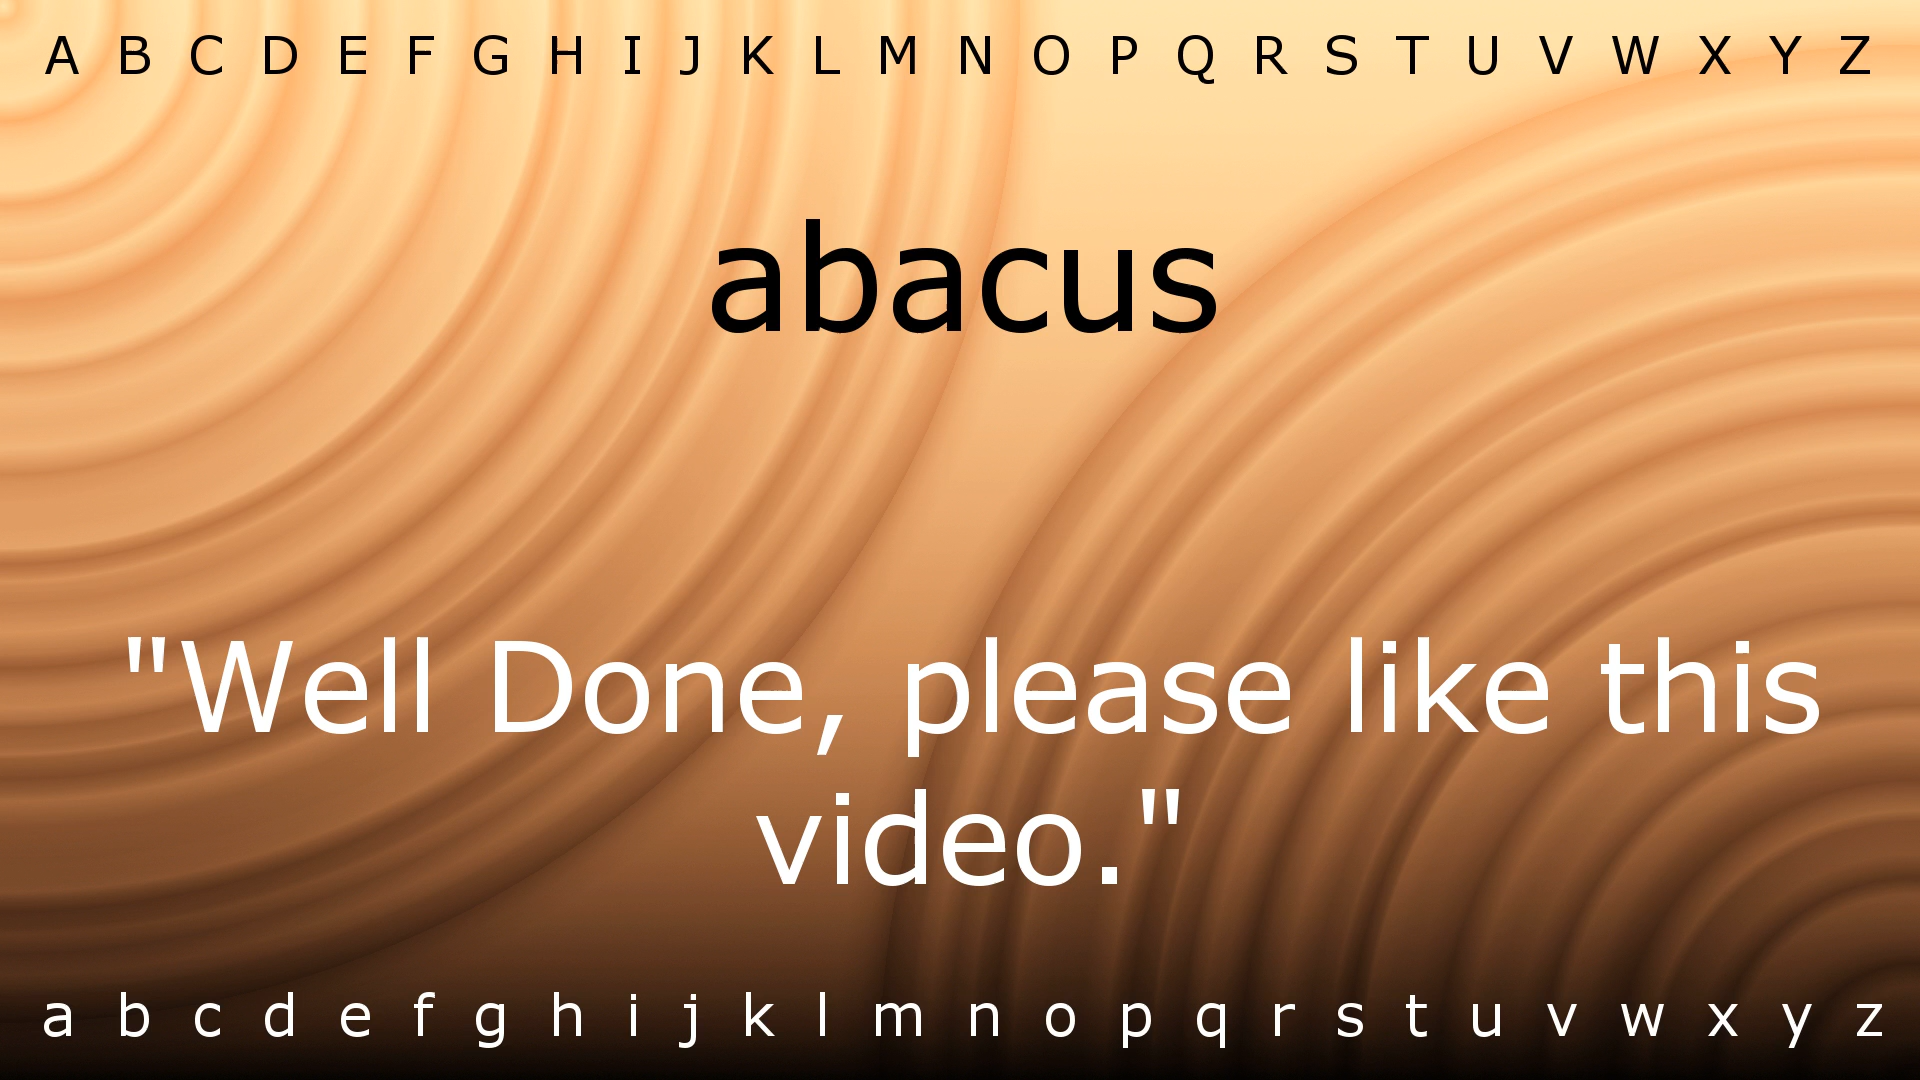 A B C D E F G H I J K L M N O P Q R S T U V W X Y Z
abacus
"Well Done, please like this
video."
a b c d e f g h i j k l m n o p q r s t u v w x y z